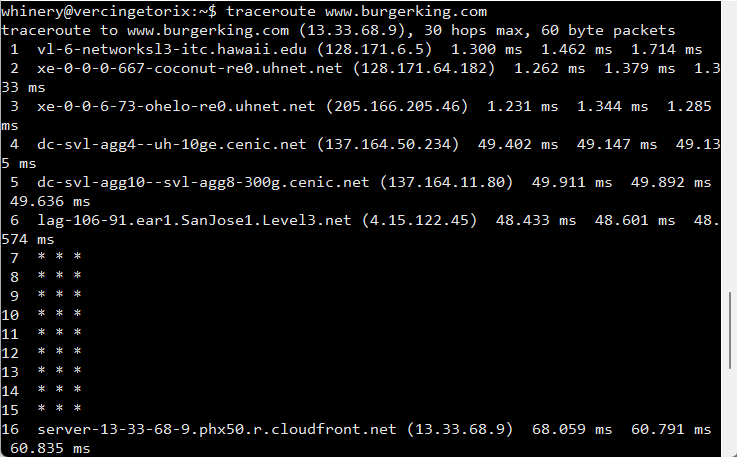 whinery@vercingetorix:~$ traceroute www.burgerking.com
traceroute to www.burgerking.com (13.33.68.9), 30 hops max, 60 byte packets
 1  vl-6-networksl3-itc.hawaii.edu (128.171.6.5)  1.300 ms  1.462 ms  1.714 ms
 2  xe-0-0-0-667-coconut-re0.uhnet.net (128.171.64.182)  1.262 ms  1.379 ms  1.3
33 ms
 3  xe-0-0-6-73-ohelo-re0.uhnet.net (205.166.205.46)  1.231 ms  1.344 ms  1.285
ms
 4  dc-svl-agg4--uh-10ge.cenic.net (137.164.50.234)  49.402 ms  49.147 ms  49.13
5 ms
 5  dc-svl-agg10--svl-agg8-300g.cenic.net (137.164.11.80)  49.911 ms  49.892 ms
 49.636 ms
 6  lag-106-91.ear1.SanJose1.Level3.net (4.15.122.45)  48.433 ms  48.601 ms  48.
574 ms
 7  * * *
 8  * * *
 9  * * *
10  * * *
11  * * *
12  * * *
13  * * *
14  * * *
15  * * *
16  server-13-33-68-9.phx50.r.cloudfront.net (13.33.68.9)  68.059 ms  60.791 ms
 60.835 ms